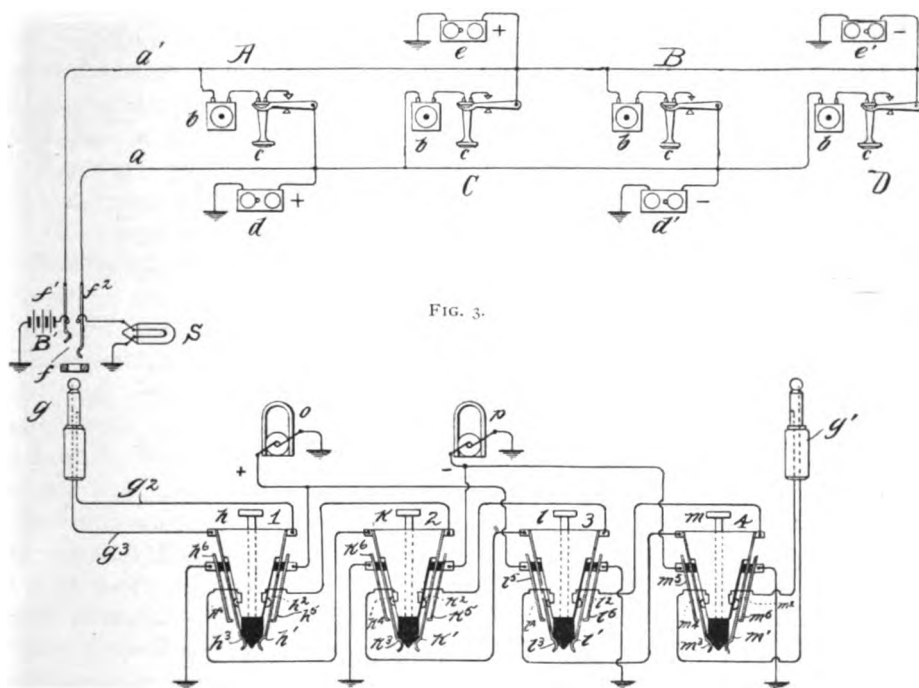 e + e' -
a' A B
b c b c b c b c
a C D
d + d' -
f' f²
FIG. 3.
B' S
f
g o p g'
+ -
g² h 1 k 2 l 3 m 4
g³ h⁶ k⁶ l⁵ m⁵
h⁴ h² h⁵ k⁴ k² k⁵ l⁴ l² l⁶ m⁴ m² m⁶
h³ h' k³ k' l³ l' m³ m'